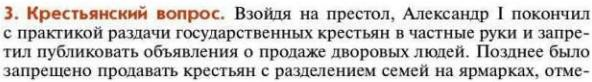 3. Крестьянский вопрос. Взойдя на престол, Александр I покончил
с практикой раздачи государственных крестьян в частные руки и запре-
тил публиковать объявления о продаже дворовых людей. Позднее было
запрещено продавать крестьян с разделением семей на ярмарках, отме-